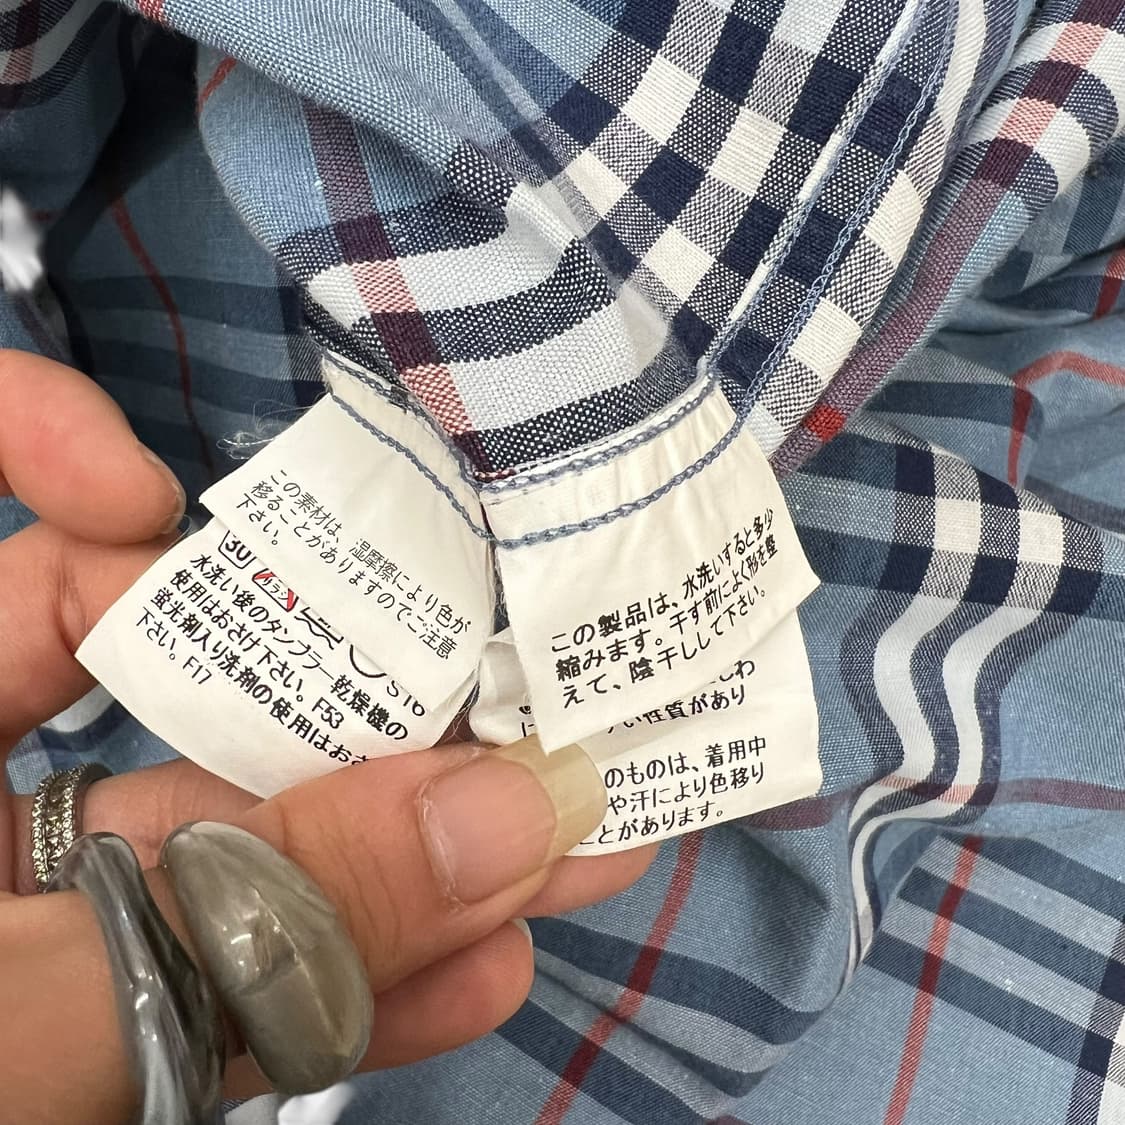 この素材は、湿摩擦により色が
移ることがありますのでご注意
下さい。
S16
30
水洗い後のタンブラー乾燥機の
使用はおさけ下さい。F53
蛍光剤入り洗剤の使用はおさ
下さい。F17
この製品は、水洗いすると多少
縮みます。干す前によく形を整
えて、陰干しして下さい。
い性質があり
のものは、着用中
や汗により色移り
とがあります。